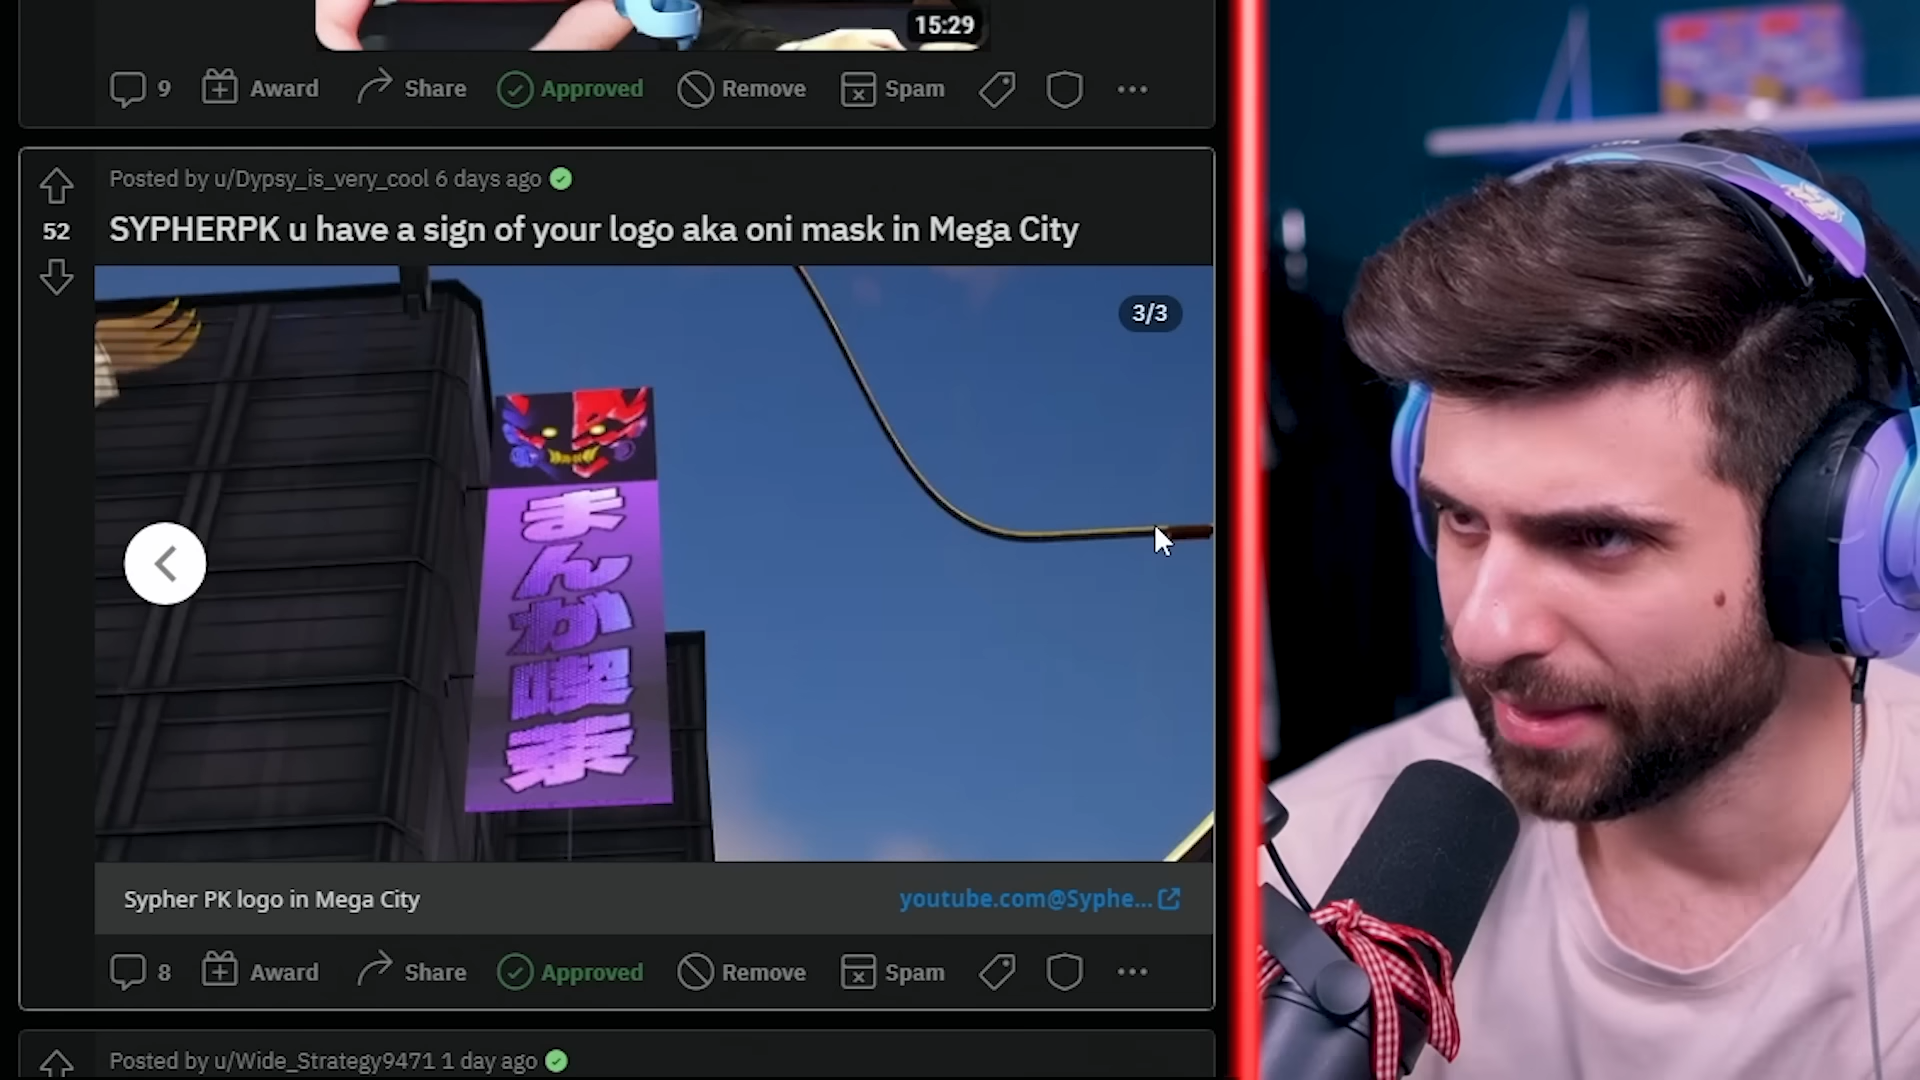 15:29
9 Award Share Approved Remove Spam
Posted by u/Dypsy_is_very_cool 6 days ago
52
SYPHERPK u have a sign of your logo aka oni mask in Mega City
3/3
まんが喫茶
Sypher PK logo in Mega City
youtube.com@Syphe...
8 Award Share Approved Remove Spam
Posted by u/Wide_Strategy9471 1 day ago